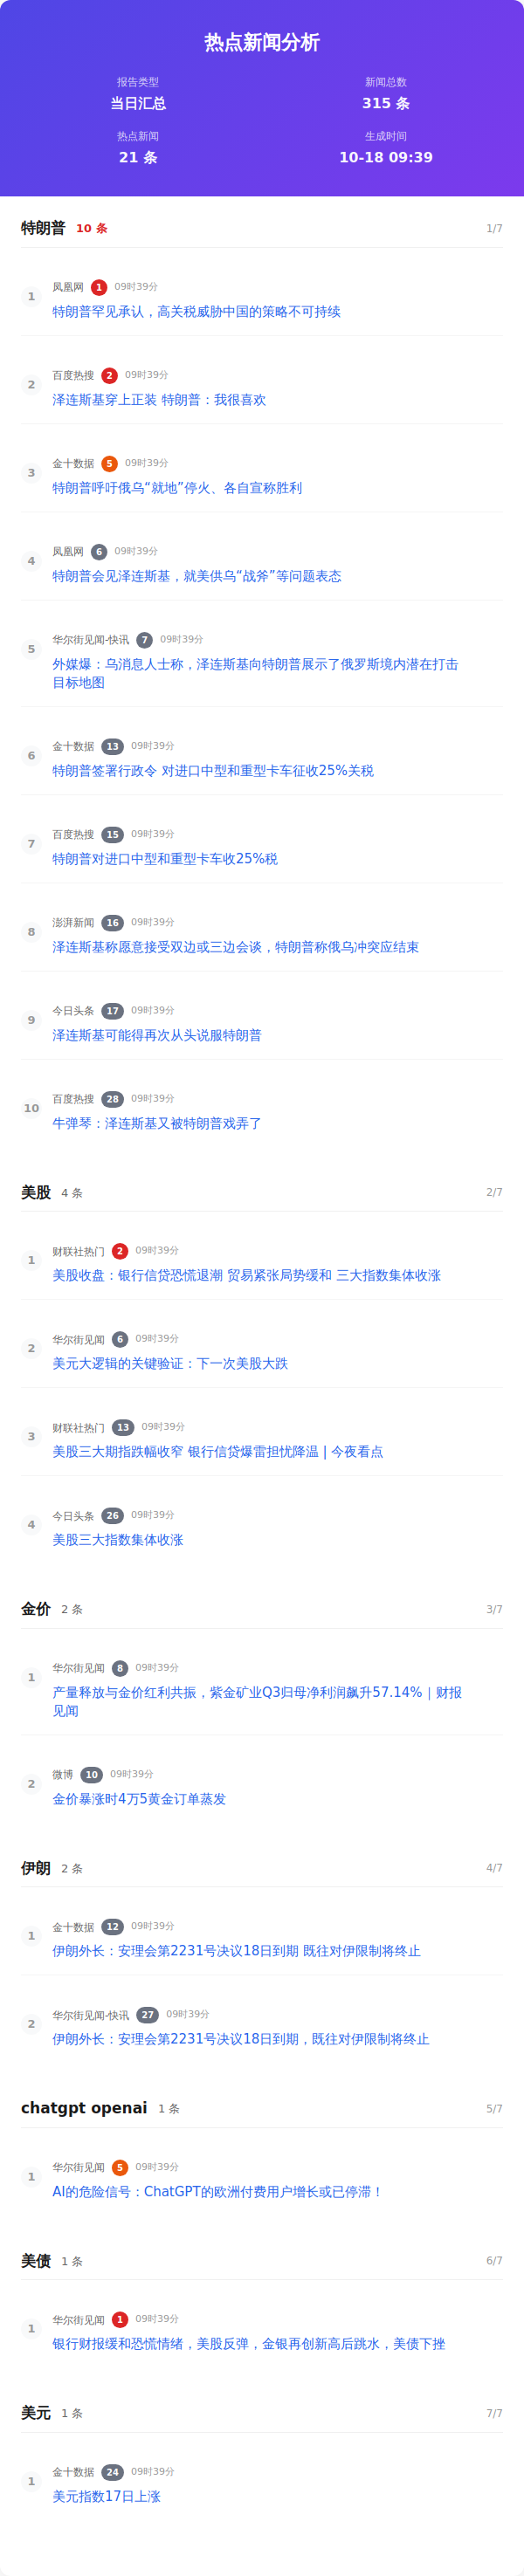 热点新闻分析
报告类型 新闻总数
当日汇总 315 条
热点新闻 生成时间
21 条 10-18 09:39
特朗普 10 条 1/7
凤凰网 1 09时39分
1 特朗普罕见承认，高关税威胁中国的策略不可持续
百度热搜 2 09时39分
2 泽连斯基穿上正装 特朗普：我很喜欢
金十数据 5 09时39分
3 特朗普呼吁俄乌“就地”停火、各自宣称胜利
凤凰网 6 09时39分
4 特朗普会见泽连斯基，就美供乌“战斧”等问题表态
华尔街见闻-快讯 7 09时39分
5 外媒爆：乌消息人士称，泽连斯基向特朗普展示了俄罗斯境内潜在打击
目标地图
金十数据 13 09时39分
6 特朗普签署行政令 对进口中型和重型卡车征收25%关税
百度热搜 15 09时39分
7 特朗普对进口中型和重型卡车收25%税
澎湃新闻 16 09时39分
8 泽连斯基称愿意接受双边或三边会谈，特朗普称俄乌冲突应结束
今日头条 17 09时39分
9 泽连斯基可能得再次从头说服特朗普
百度热搜 28 09时39分
10 牛弹琴：泽连斯基又被特朗普戏弄了
美股 4 条 2/7
财联社热门 2 09时39分
1 美股收盘：银行信贷恐慌退潮 贸易紧张局势缓和 三大指数集体收涨
华尔街见闻 6 09时39分
2 美元大逻辑的关键验证：下一次美股大跌
财联社热门 13 09时39分
3 美股三大期指跌幅收窄 银行信贷爆雷担忧降温 | 今夜看点
今日头条 26 09时39分
4 美股三大指数集体收涨
金价 2 条 3/7
华尔街见闻 8 09时39分
1 产量释放与金价红利共振，紫金矿业Q3归母净利润飙升57.14%｜财报
见闻
微博 10 09时39分
2 金价暴涨时4万5黄金订单蒸发
伊朗 2 条 4/7
金十数据 12 09时39分
1 伊朗外长：安理会第2231号决议18日到期 既往对伊限制将终止
华尔街见闻-快讯 27 09时39分
2 伊朗外长：安理会第2231号决议18日到期，既往对伊限制将终止
chatgpt openai 1 条 5/7
华尔街见闻 5 09时39分
1 AI的危险信号：ChatGPT的欧洲付费用户增长或已停滞！
美债 1 条 6/7
华尔街见闻 1 09时39分
1 银行财报缓和恐慌情绪，美股反弹，金银再创新高后跳水，美债下挫
美元 1 条 7/7
金十数据 24 09时39分
1 美元指数17日上涨